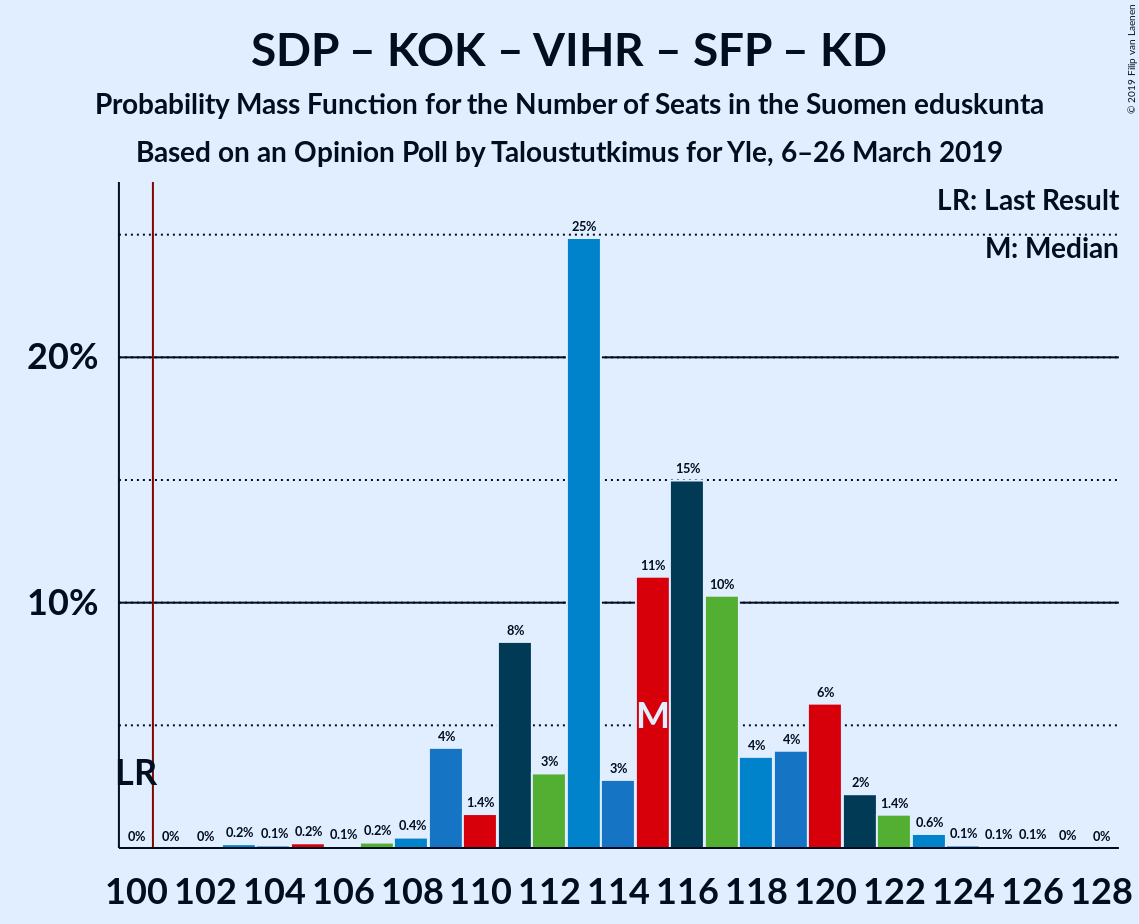 SDP – KOK – VIHR – SFP – KD
Probability Mass Function for the Number of Seats in the Suomen eduskunta
Based on an Opinion Poll by Taloustutkimus for Yle, 6–26 March 2019
© 2019 Filip van Laenen
LR: Last Result
M: Median
25%
20%
15%
11%
10%
10%
8%
6%
M
4%
4%
4%
3%
3%
LR
2%
1.4%
1.4%
0% 0% 0% 0.2% 0.1% 0.2% 0.1% 0.2% 0.4% 0.6% 0.1% 0.1% 0.1% 0% 0%
100 102 104 106 108 110 112 114 116 118 120 122 124 126 128